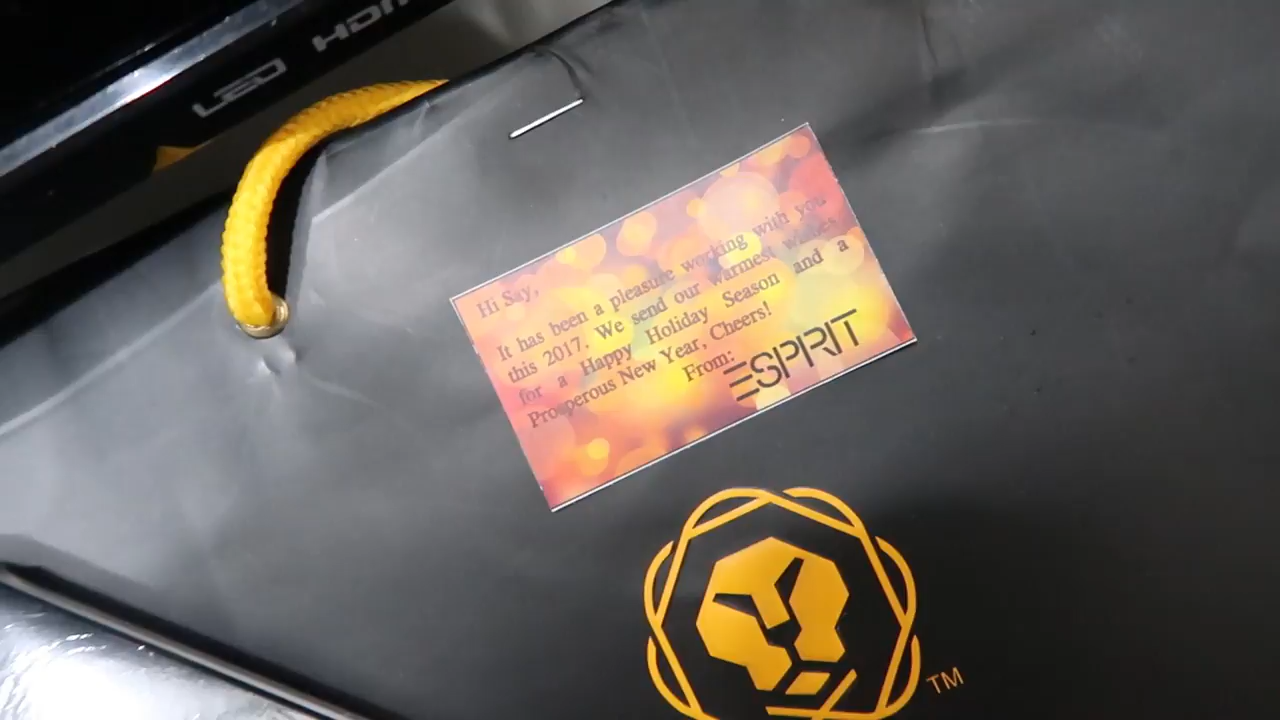 LED HDMI
Hi Say,
It has been a pleasure working with you
this 2017. We send our warmest wishes
for a Happy Holiday Season and a
Prosperous New Year, Cheers!
From:
ESPRIT
TM